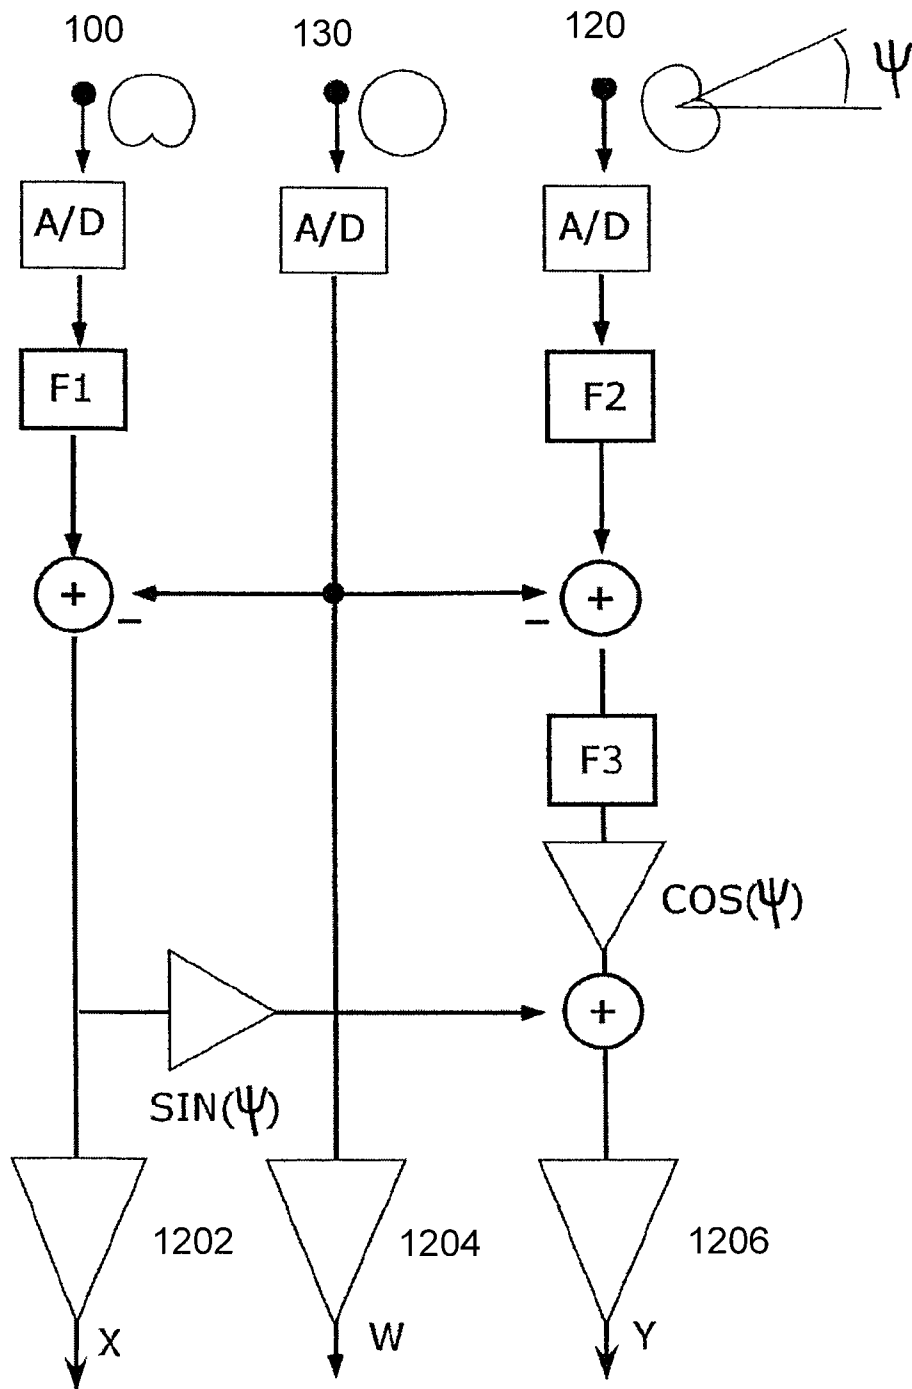 100
130
120
ψ
A/D
A/D
A/D
F1
F2
+
+
−
−
F3
COS(ψ)
+
SIN(ψ)
1202
1204
1206
X
W
Y